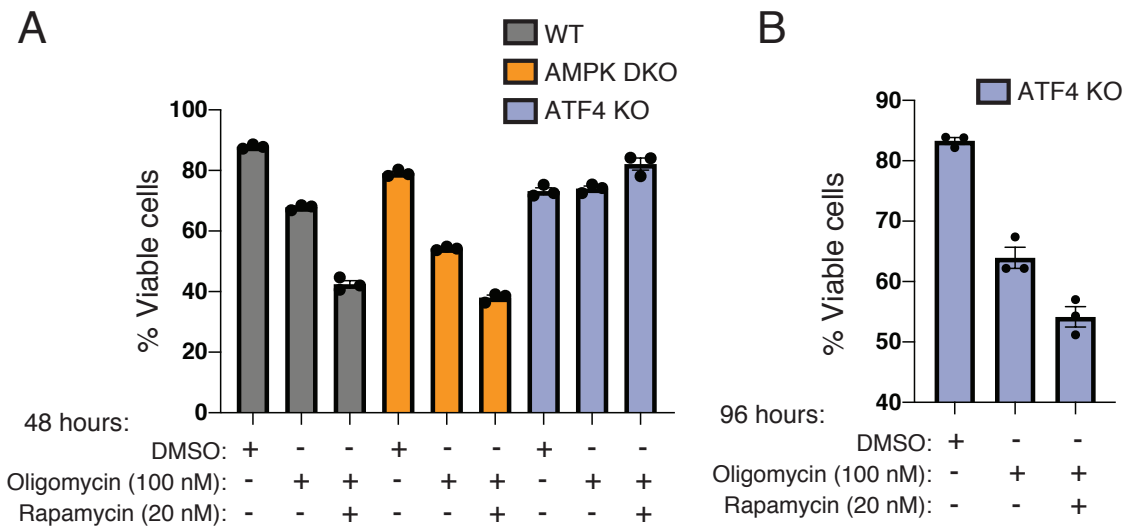 A
WT
AMPK DKO
ATF4 KO
% Viable cells
100
80
60
40
20
0
48 hours:
DMSO: + - - + - - + - -
Oligomycin (100 nM): - + + - + + - + +
Rapamycin (20 nM): - - + - - + - - +
B
ATF4 KO
% Viable cells
90
80
70
60
50
40
96 hours:
DMSO: + - -
Oligomycin (100 nM): - + +
Rapamycin (20 nM): - - +